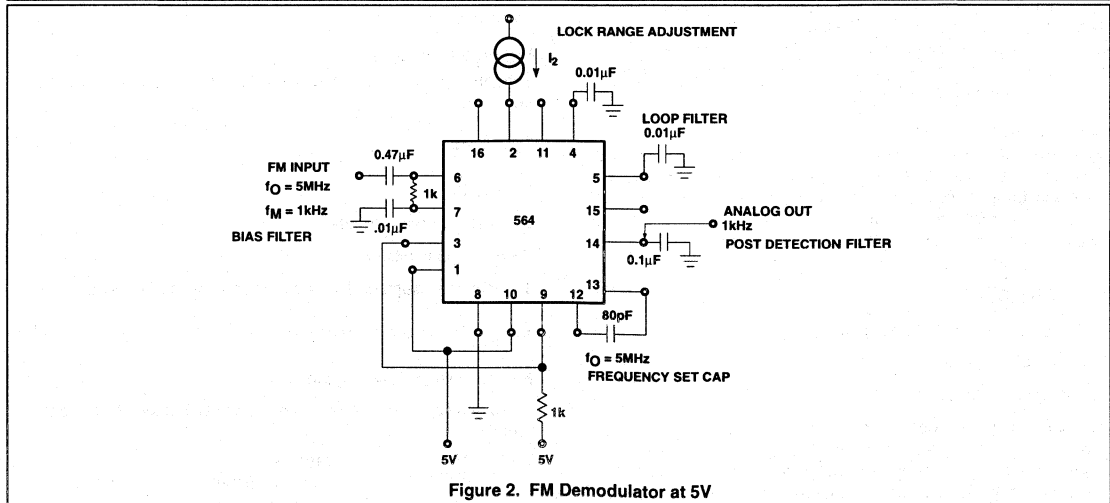 LOCK RANGE ADJUSTMENT
I2
0.01µF
16 2 11 4
LOOP FILTER
0.01µF
0.47µF
FM INPUT
fO = 5MHz
fM = 1kHz
1k
.01µF
BIAS FILTER
6
7
3
1
564
5
15
14
13
ANALOG OUT
1kHz
POST DETECTION FILTER
0.1µF
8 10 9 12
80pF
fO = 5MHz
FREQUENCY SET CAP
1k
5V 5V
Figure 2. FM Demodulator at 5V